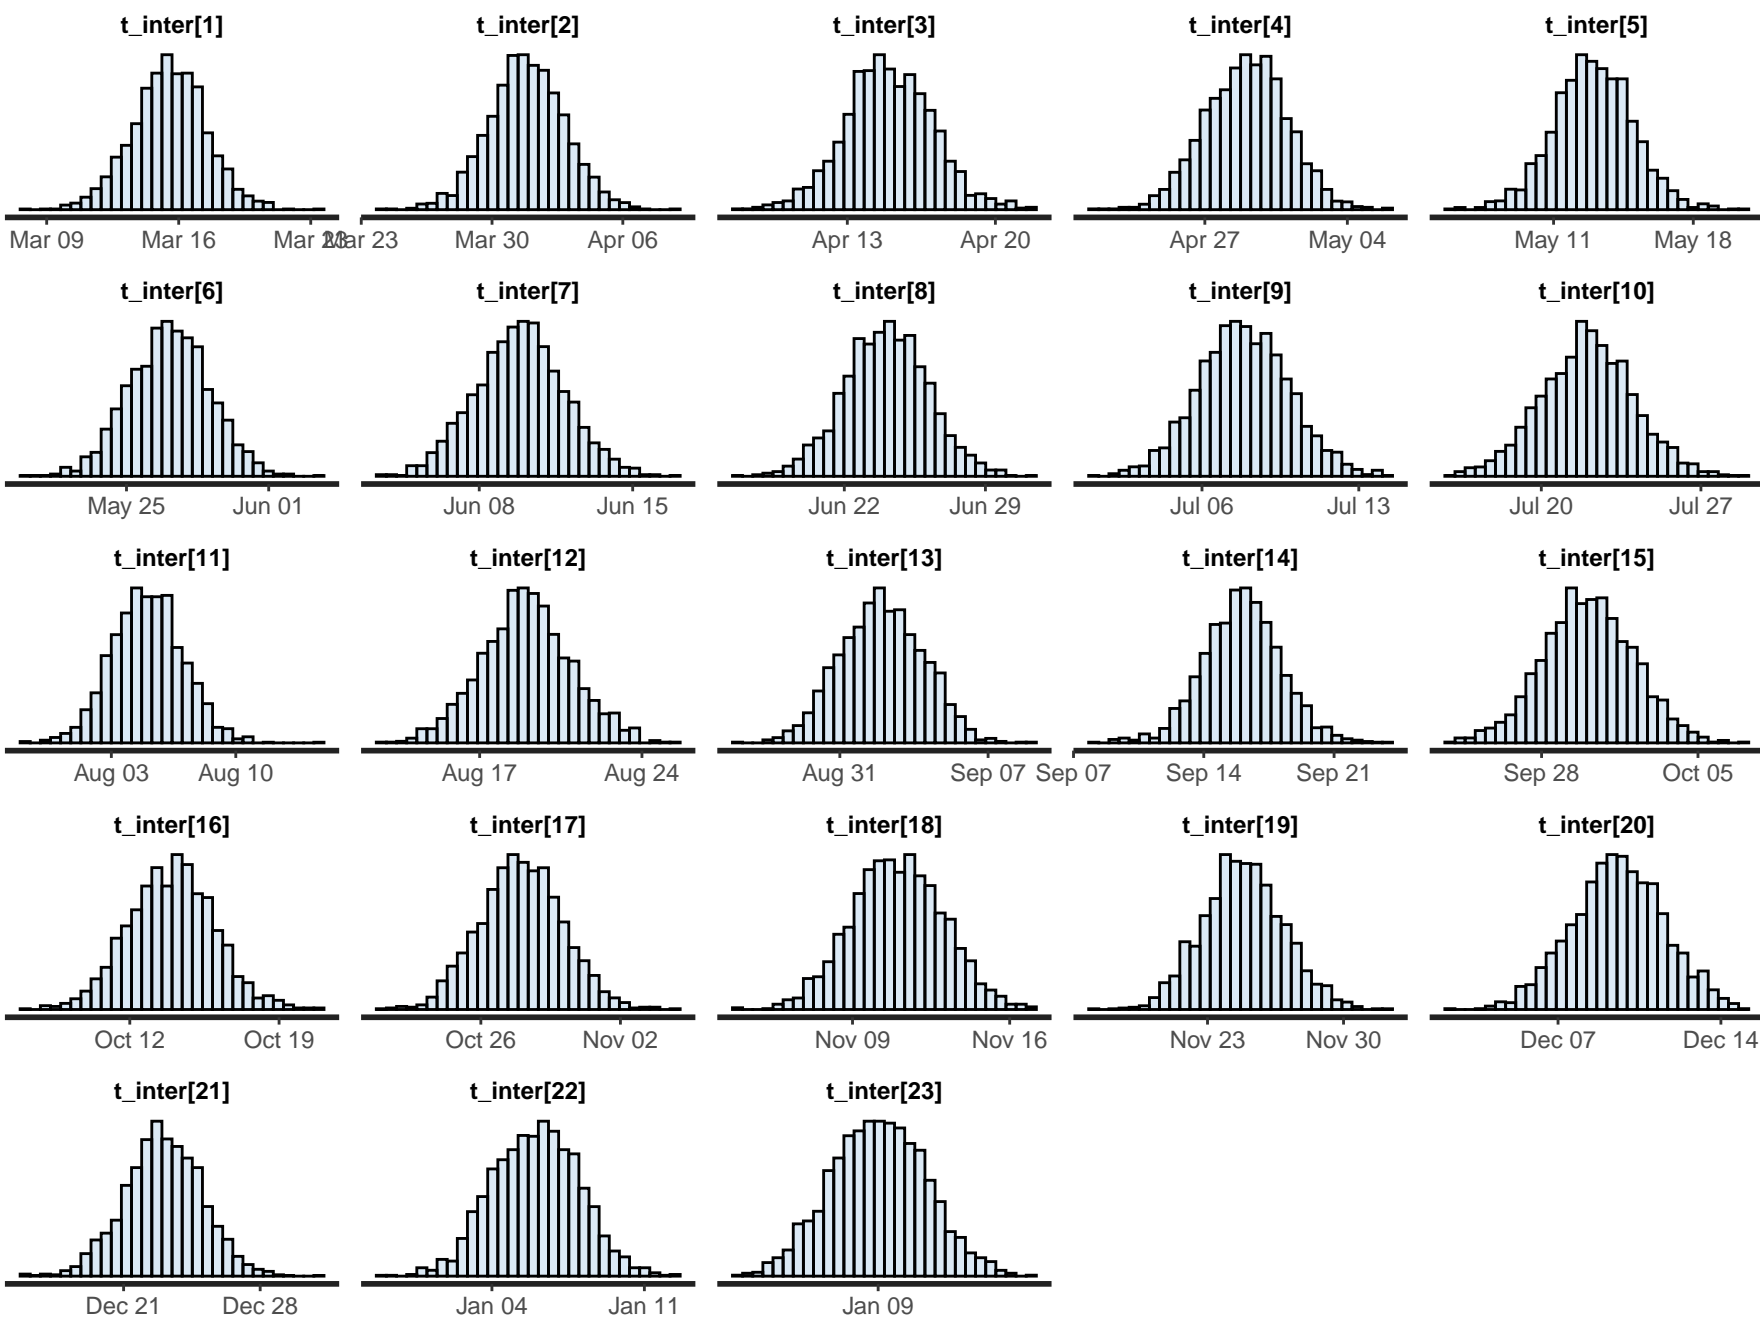 t_inter[1] t_inter[2] t_inter[3] t_inter[4] t_inter[5]
Mar 09 Mar 16 Mar 23 Mar 23 Mar 30 Apr 06 Apr 13 Apr 20 Apr 27 May 04 May 11 May 18
t_inter[6] t_inter[7] t_inter[8] t_inter[9] t_inter[10]
May 25 Jun 01 Jun 08 Jun 15 Jun 22 Jun 29 Jul 06 Jul 13 Jul 20 Jul 27
t_inter[11] t_inter[12] t_inter[13] t_inter[14] t_inter[15]
Aug 03 Aug 10 Aug 17 Aug 24 Aug 31 Sep 07 Sep 07 Sep 14 Sep 21 Sep 28 Oct 05
t_inter[16] t_inter[17] t_inter[18] t_inter[19] t_inter[20]
Oct 12 Oct 19 Oct 26 Nov 02 Nov 09 Nov 16 Nov 23 Nov 30 Dec 07 Dec 14
t_inter[21] t_inter[22] t_inter[23]
Dec 21 Dec 28 Jan 04 Jan 11 Jan 09